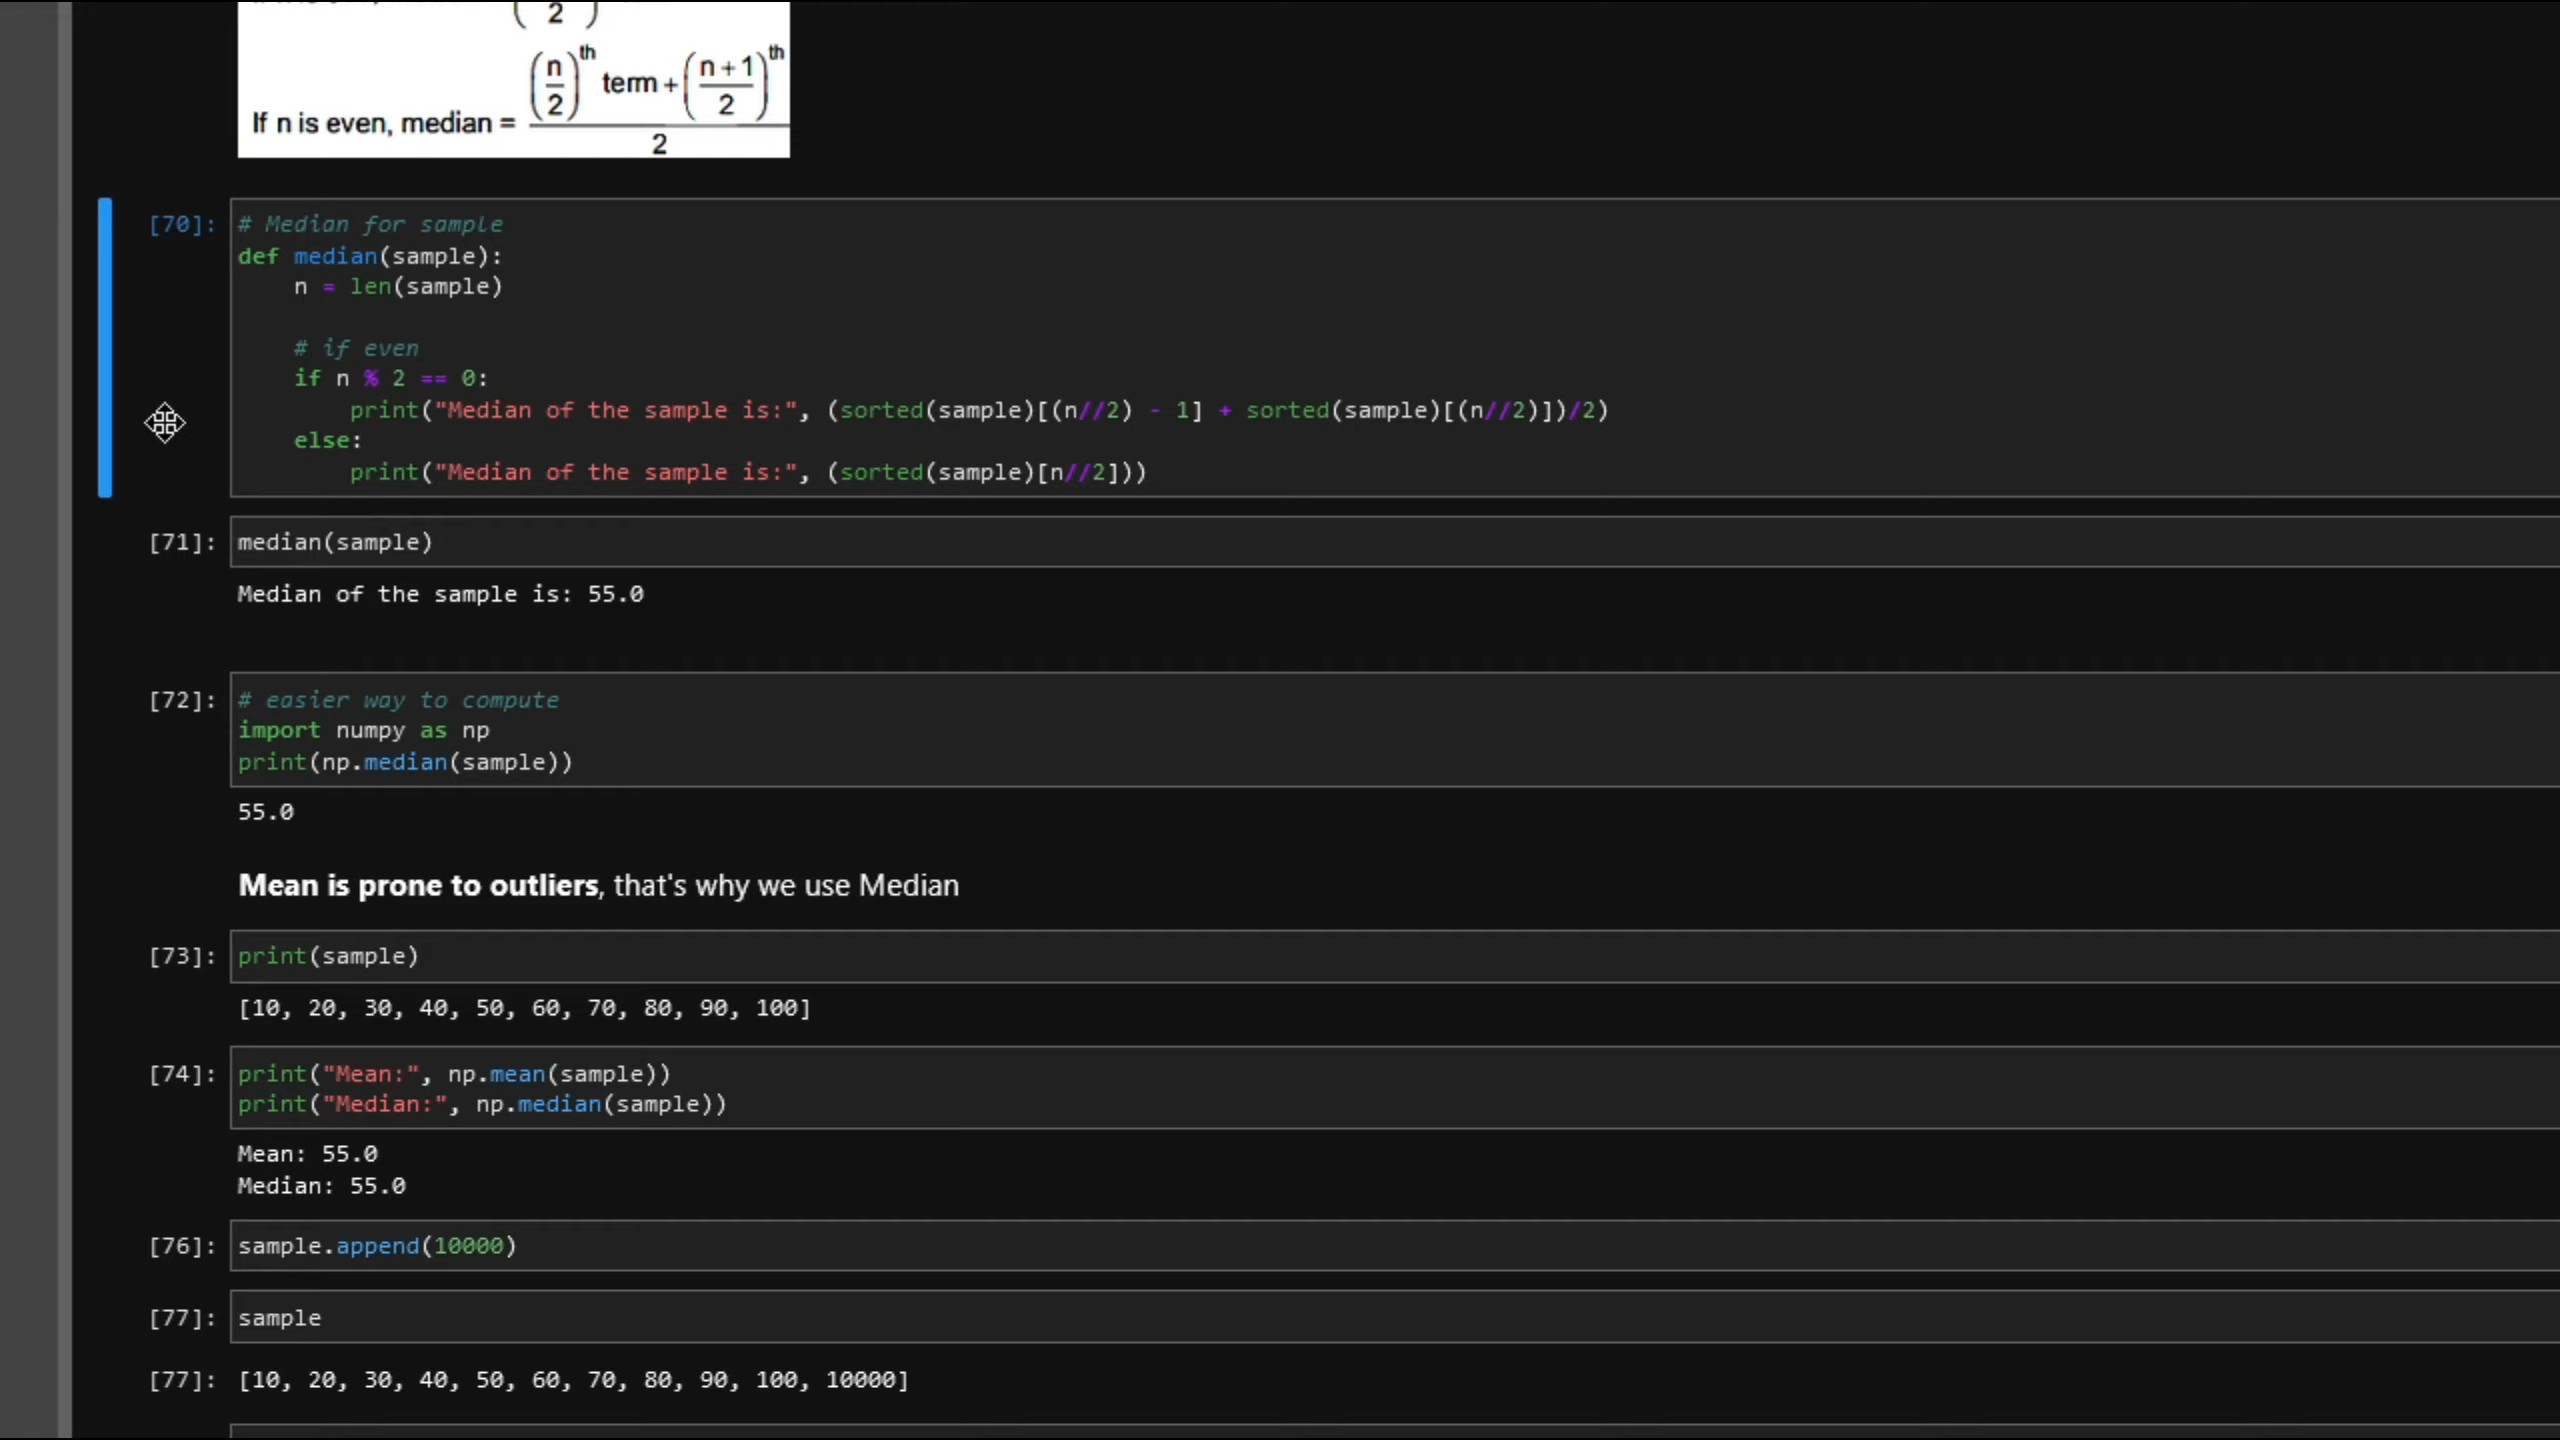 2
If n is even, median = ((n/2)th term + ((n+1)/2)th)/2
[70]: # Median for sample
def median(sample):
    n = len(sample)
    # if even
    if n % 2 == 0:
        print("Median of the sample is:", (sorted(sample)[(n//2) - 1] + sorted(sample)[(n//2)])/2)
    else:
        print("Median of the sample is:", (sorted(sample)[n//2]))
[71]: median(sample)
Median of the sample is: 55.0
[72]: # easier way to compute
import numpy as np
print(np.median(sample))
55.0
Mean is prone to outliers, that's why we use Median
[73]: print(sample)
[10, 20, 30, 40, 50, 60, 70, 80, 90, 100]
[74]: print("Mean:", np.mean(sample))
print("Median:", np.median(sample))
Mean: 55.0
Median: 55.0
[76]: sample.append(10000)
[77]: sample
[77]: [10, 20, 30, 40, 50, 60, 70, 80, 90, 100, 10000]